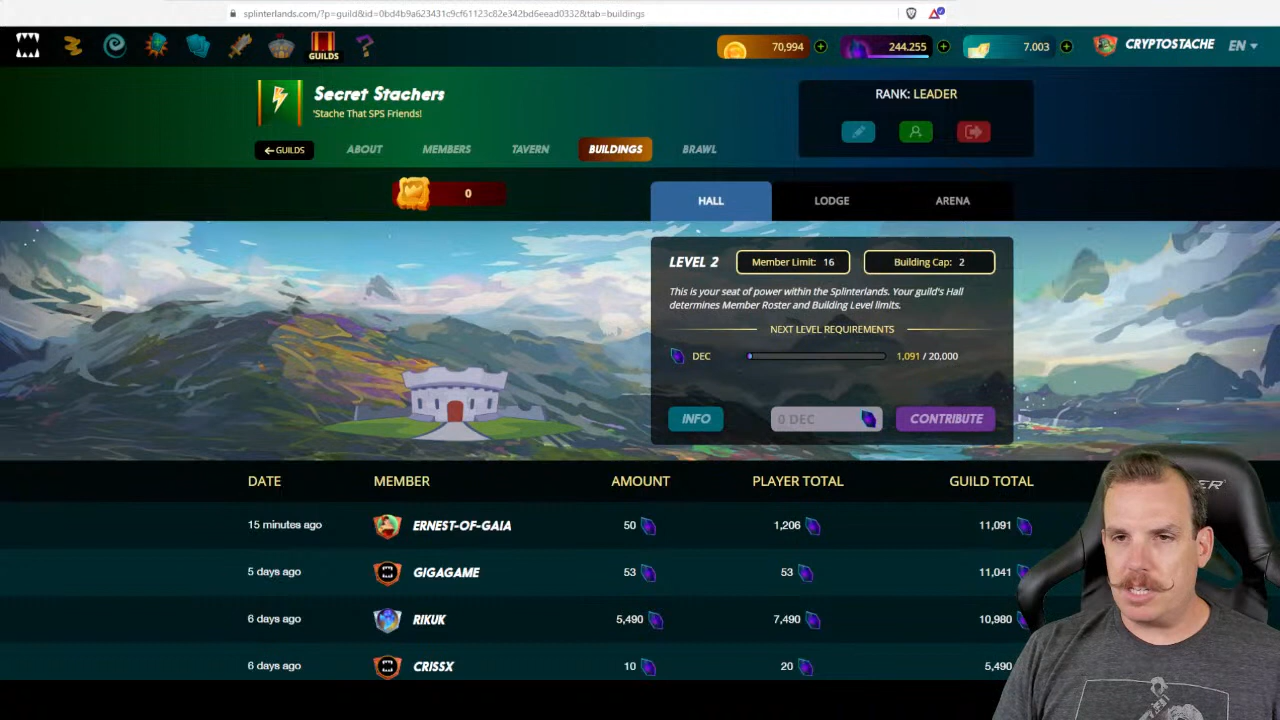 splinterlands.com/?p=guild&id=0bd4b9a623431c9cf61123c82e342bd6eead0332&tab=buildings
GUILDS
70,994
244.255
7.003
CRYPTOSTACHE
EN
Secret Stachers
'Stache That SPS Friends!
RANK: LEADER
GUILDS
ABOUT
MEMBERS
TAVERN
BUILDINGS
BRAWL
0
HALL
LODGE
ARENA
LEVEL 2
Member Limit: 16
Building Cap: 2
This is your seat of power within the Splinterlands. Your guild's Hall
determines Member Roster and Building Level limits.
NEXT LEVEL REQUIREMENTS
DEC
1,091 / 20,000
INFO
0 DEC
CONTRIBUTE
DATE MEMBER AMOUNT PLAYER TOTAL GUILD TOTAL
15 minutes ago ERNEST-OF-GAIA 50 1,206 11,091
5 days ago GIGAGAME 53 53 11,041
6 days ago RIKUK 5,490 7,490 10,980
6 days ago CRISSX 10 20 5,490